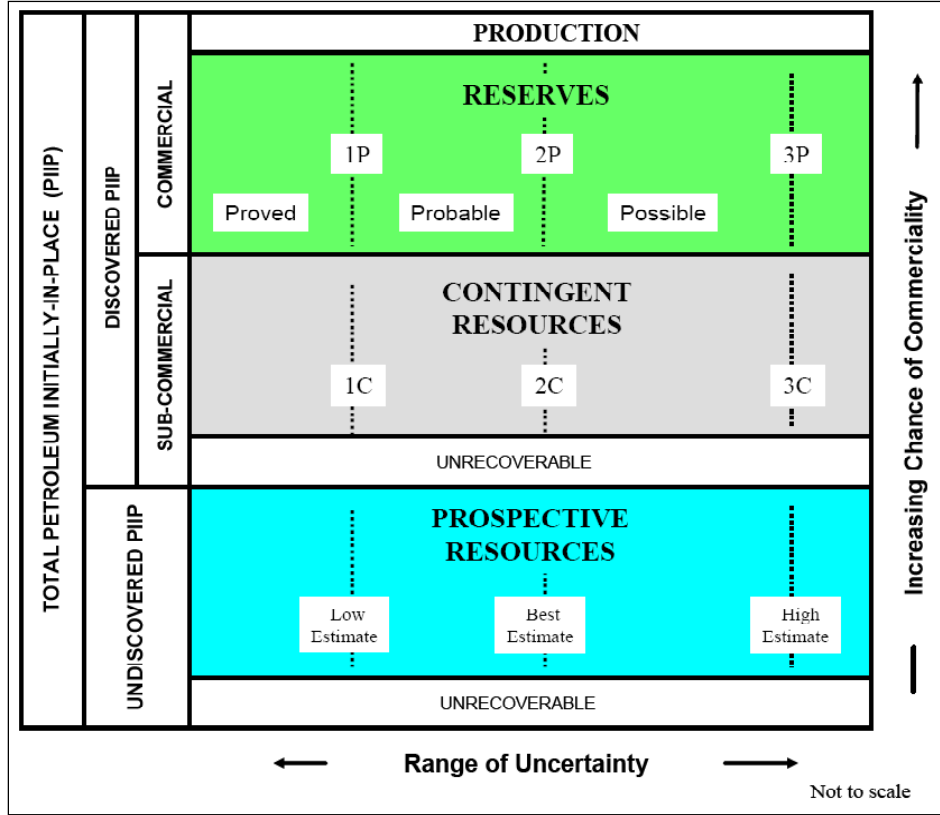 TOTAL PETROLEUM INITIALLY-IN-PLACE (PIIP)
DISCOVERED PIIP
UNDISCOVERED PIIP
COMMERCIAL
SUB-COMMERCIAL
PRODUCTION
RESERVES
1P 2P 3P
Proved Probable Possible
CONTINGENT
RESOURCES
1C 2C 3C
UNRECOVERABLE
PROSPECTIVE
RESOURCES
Low Best High
Estimate Estimate Estimate
UNRECOVERABLE
Increasing Chance of Commerciality
Range of Uncertainty
Not to scale